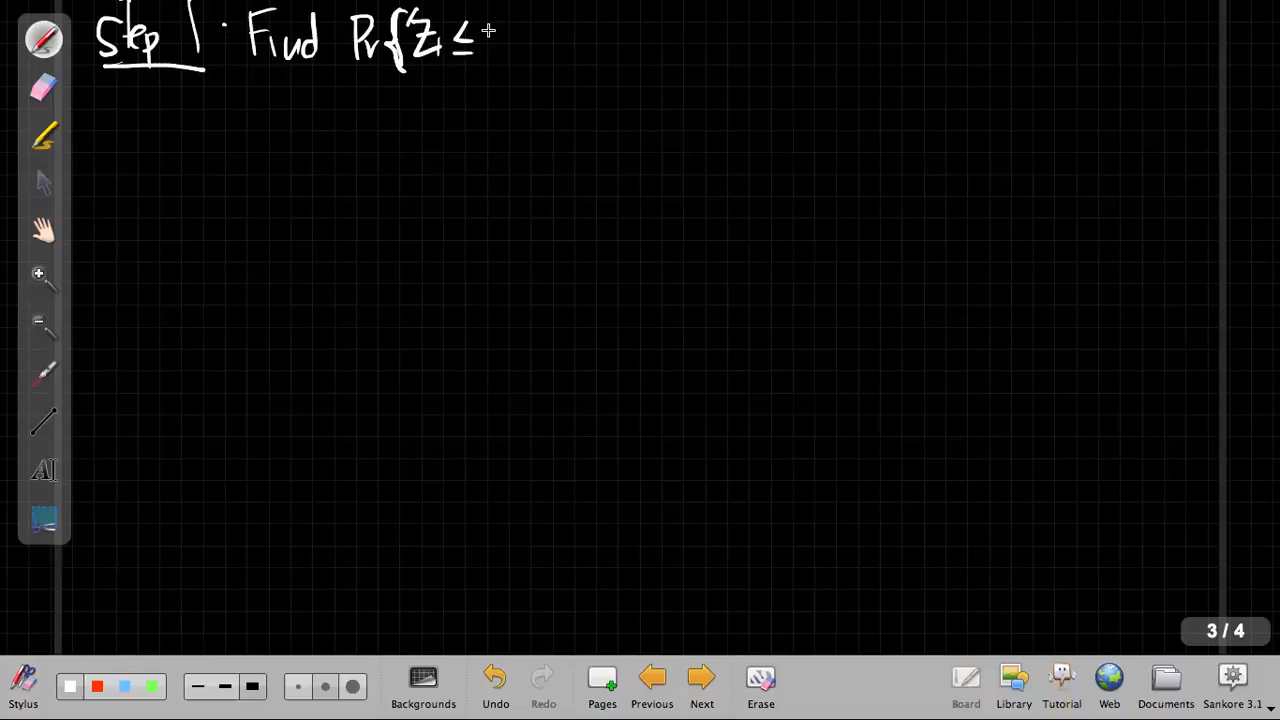 Step 1: Find Pr{Z₁ ≤
3 / 4
Stylus
Backgrounds
Undo
Redo
Pages
Previous
Next
Erase
Board
Library
Tutorial
Web
Documents
Sankore 3.1